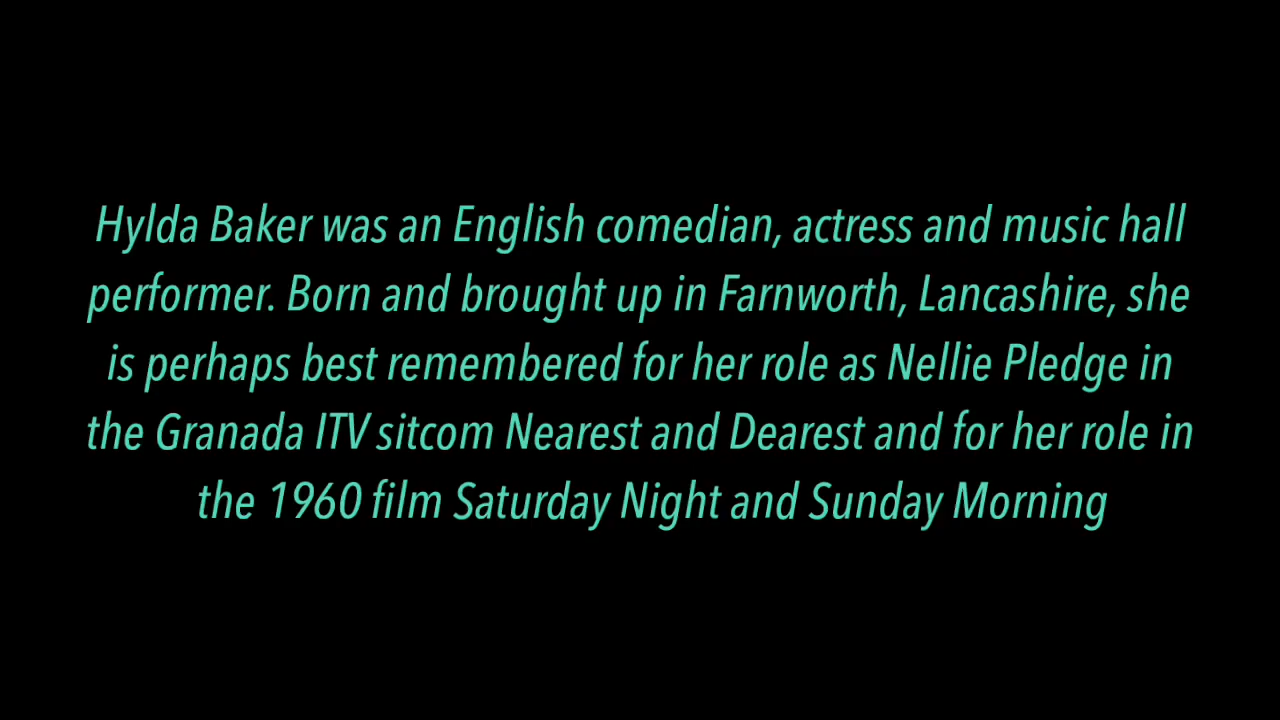 Hylda Baker was an English comedian, actress and music hall
performer. Born and brought up in Farnworth, Lancashire, she
is perhaps best remembered for her role as Nellie Pledge in
the Granada ITV sitcom Nearest and Dearest and for her role in
the 1960 film Saturday Night and Sunday Morning